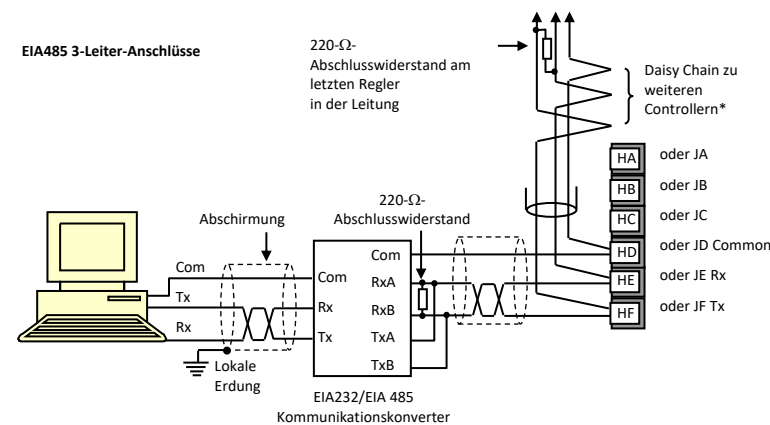 EIA485 3-Leiter-Anschlüsse
220-Ω-
Abschlusswiderstand am
letzten Regler
in der Leitung
Daisy Chain zu
weiteren
Controllern*
HA oder JA
HB oder JB
HC oder JC
HD oder JD Common
HE oder JE Rx
HF oder JF Tx
220-Ω-
Abschlusswiderstand
Abschirmung
Com
Tx
Rx
Lokale
Erdung
Com
Rx
Tx
Com
RxA
RxB
TxA
TxB
EIA232/EIA 485
Kommunikationskonverter